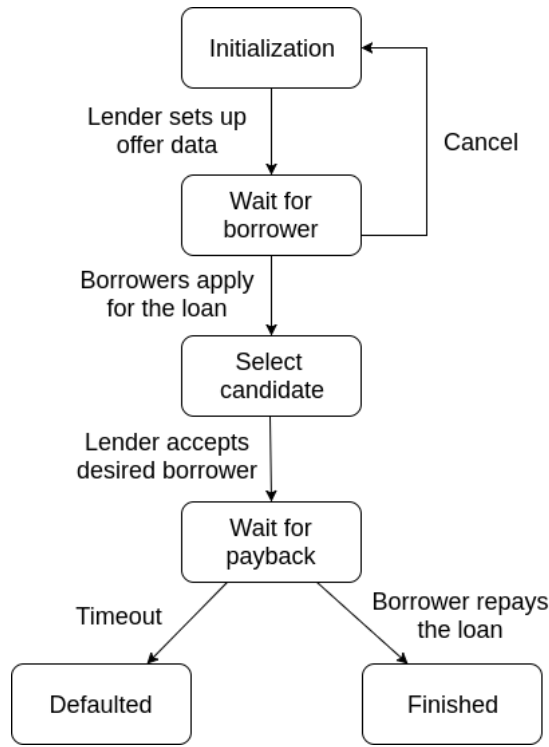 Initialization
Lender sets up
offer data
Cancel
Wait for
borrower
Borrowers apply
for the loan
Select
candidate
Lender accepts
desired borrower
Wait for
payback
Timeout
Borrower repays
the loan
Defaulted
Finished